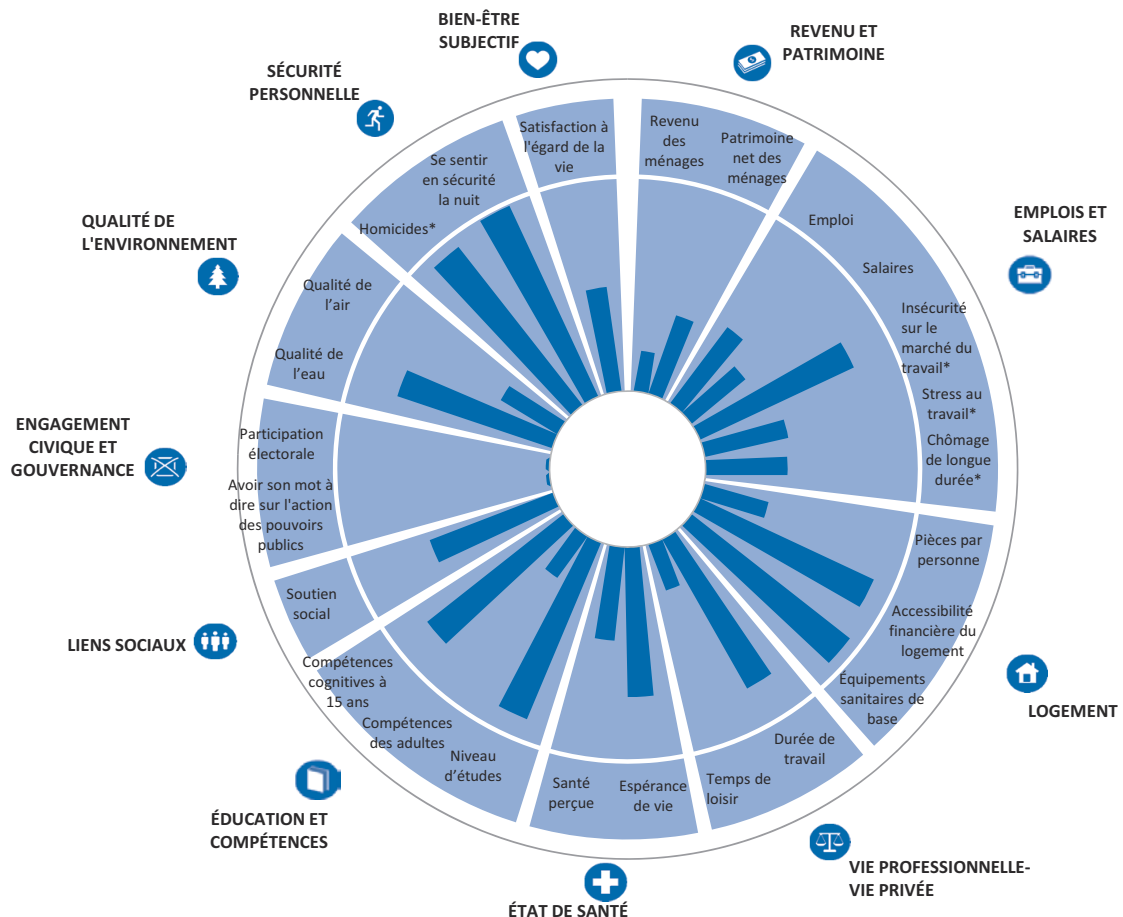 BIEN-ÊTRE
SUBJECTIF
REVENU ET
PATRIMOINE
SÉCURITÉ
PERSONNELLE
Satisfaction à
l'égard de la
vie
Revenu
des
ménages
Patrimoine
net des
ménages
Se sentir
en sécurité
la nuit
Homicides*
QUALITÉ DE
L'ENVIRONNEMENT
EMPLOIS ET
SALAIRES
Emploi
Salaires
Insécurité
sur le
marché du
travail*
Stress au
travail*
Chômage
de longue
durée*
Qualité de
l’air
Qualité de
l’eau
ENGAGEMENT
CIVIQUE ET
GOUVERNANCE
Participation
électorale
Avoir son mot à
dire sur l'action
des pouvoirs
publics
Pièces par
personne
Accessibilité
financière du
logement
Équipements
sanitaires de
base
LOGEMENT
LIENS SOCIAUX
Soutien
social
Compétences
cognitives à
15 ans
Compétences
des adultes
Niveau
d’études
Santé
perçue
Espérance
de vie
Temps de
loisir
Durée de
travail
ÉDUCATION ET
COMPÉTENCES
ÉTAT DE SANTÉ
VIE PROFESSIONNELLE-
VIE PRIVÉE